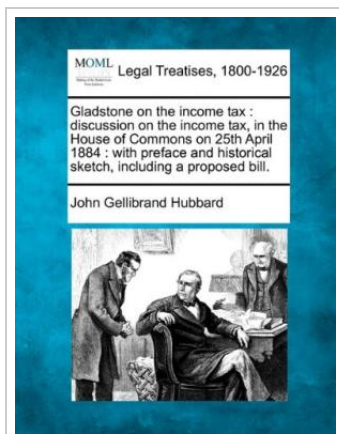 MOML
Legal Treatises, 1800-1926
Gladstone on the income tax :
discussion on the income tax, in the
House of Commons on 25th April
1884 : with preface and historical
sketch, including a proposed bill.
John Gellibrand Hubbard